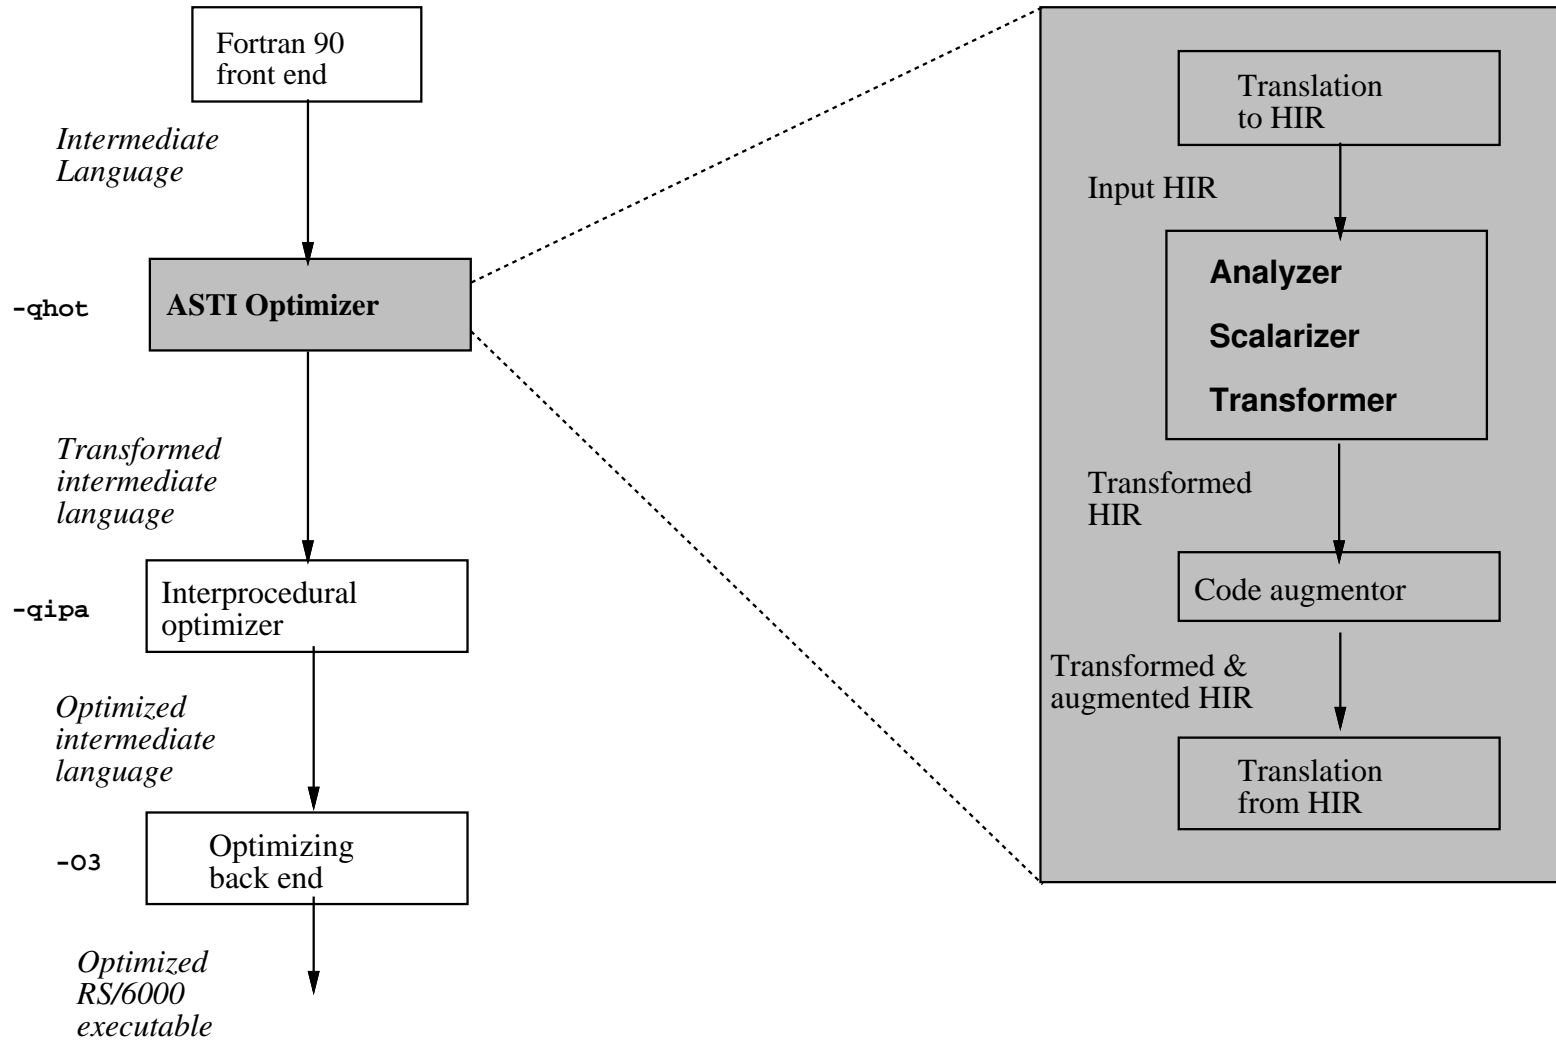 Fortran 90
front end
Intermediate
Language
-qhot
ASTI Optimizer
Transformed
intermediate
language
-qipa
Interprocedural
optimizer
Optimized
intermediate
language
-O3
Optimizing
back end
Optimized
RS/6000
executable
Translation
to HIR
Input HIR
Analyzer
Scalarizer
Transformer
Transformed
HIR
Code augmentor
Transformed &
augmented HIR
Translation
from HIR